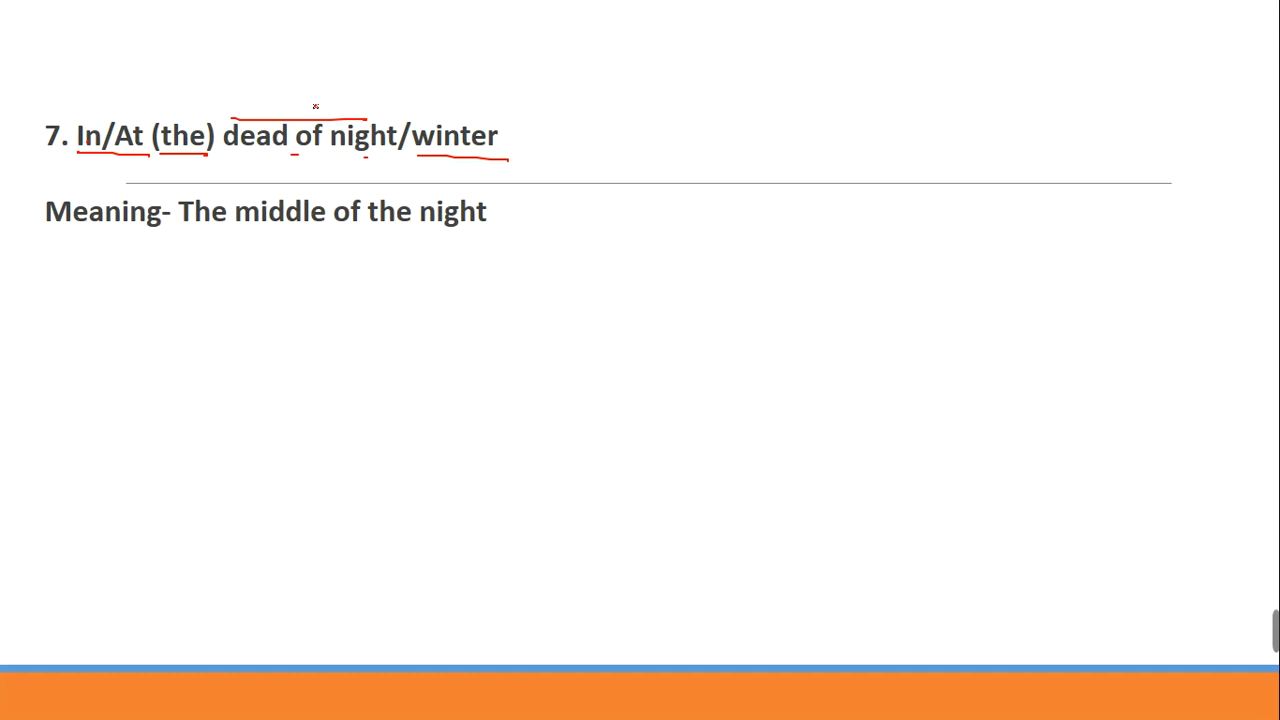 7. In/At (the) dead of night/winter
Meaning- The middle of the night